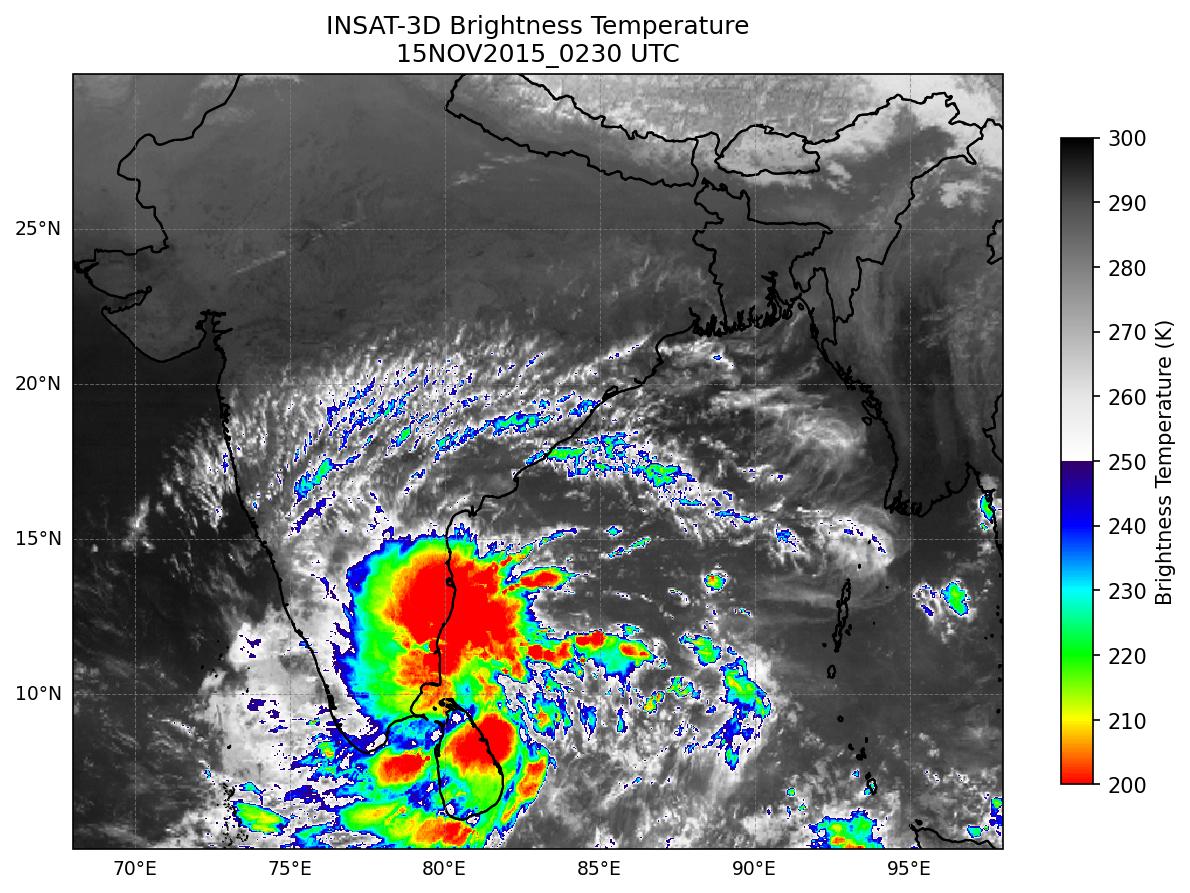 INSAT-3D Brightness Temperature
15NOV2015_0230 UTC
25°N
20°N
15°N
10°N
70°E
75°E
80°E
85°E
90°E
95°E
300
290
280
270
260
250
240
230
220
210
200
Brightness Temperature (K)